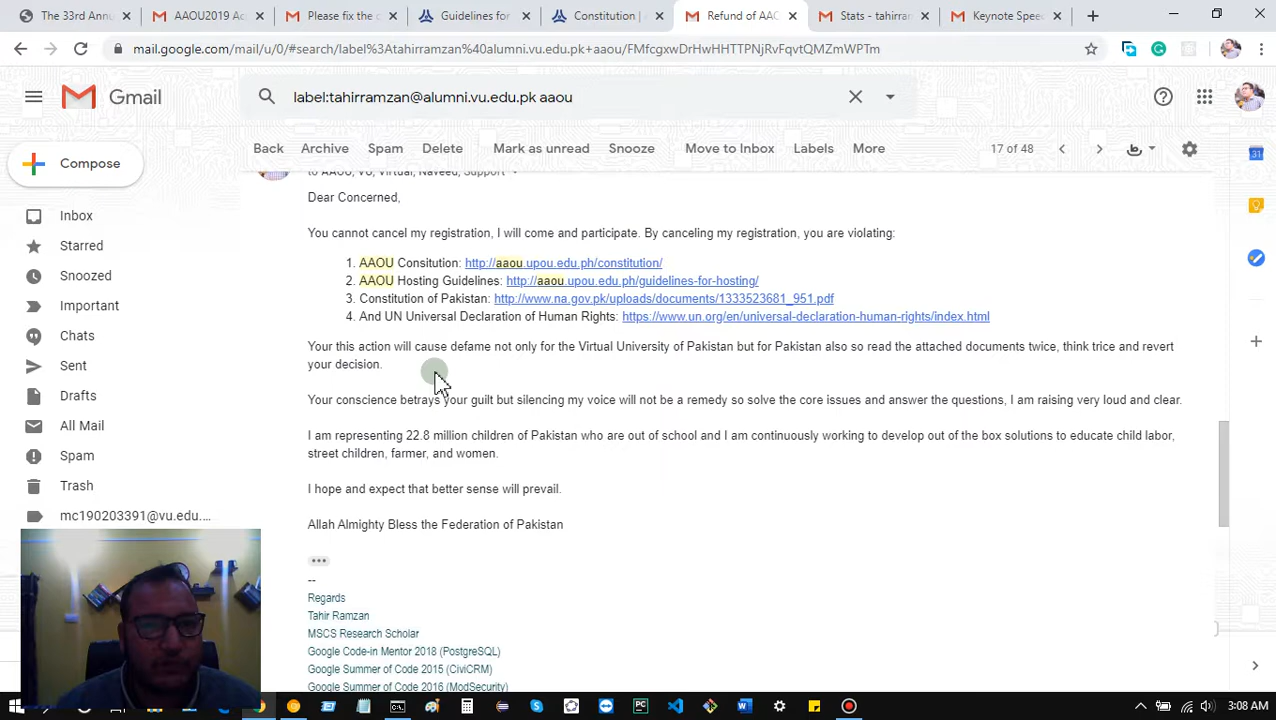 The 33rd Annu
AAOU2019 Ac
Please fix the c
Guidelines for
Constitution |
Refund of AAC
Stats - tahirran
Keynote Speec
mail.google.com/mail/u/0/#search/label%3Atahirramzan%40alumni.vu.edu.pk+aaou/FMfcgxwDrHwHHTTPNjRvFqvtQMZmWPTm
Gmail
label:tahirramzan@alumni.vu.edu.pk aaou
Compose
Back Archive Spam Delete Mark as unread Snooze Move to Inbox Labels More 17 of 48
31
Inbox
Starred
Snoozed
Important
Chats
Sent
Drafts
All Mail
Spam
Trash
mc190203391@vu.edu....
to AAOU, VU, Virtual, Naveed, Support
Dear Concerned,
You cannot cancel my registration, I will come and participate. By canceling my registration, you are violating:
1. AAOU Consitution: http://aaou.upou.edu.ph/constitution/
2. AAOU Hosting Guidelines: http://aaou.upou.edu.ph/guidelines-for-hosting/
3. Constitution of Pakistan: http://www.na.gov.pk/uploads/documents/1333523681_951.pdf
4. And UN Universal Declaration of Human Rights: https://www.un.org/en/universal-declaration-human-rights/index.html
Your this action will cause defame not only for the Virtual University of Pakistan but for Pakistan also so read the attached documents twice, think trice and revert
your decision.
Your conscience betrays your guilt but silencing my voice will not be a remedy so solve the core issues and answer the questions, I am raising very loud and clear.
I am representing 22.8 million children of Pakistan who are out of school and I am continuously working to develop out of the box solutions to educate child labor,
street children, farmer, and women.
I hope and expect that better sense will prevail.
Allah Almighty Bless the Federation of Pakistan
--
Regards
Tahir Ramzan
MSCS Research Scholar
Google Code-in Mentor 2018 (PostgreSQL)
Google Summer of Code 2015 (CiviCRM)
Google Summer of Code 2016 (ModSecurity)
3:08 AM